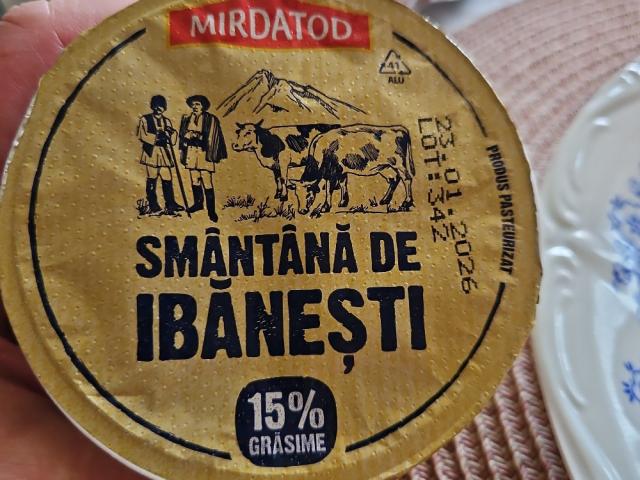 MIRDATOD
41
ALU
23.01.2026
LOT:342
PRODUS PASTEURIZAT
SMÂNTÂNĂ DE
IBĂNEȘTI
15%
GRĂSIME